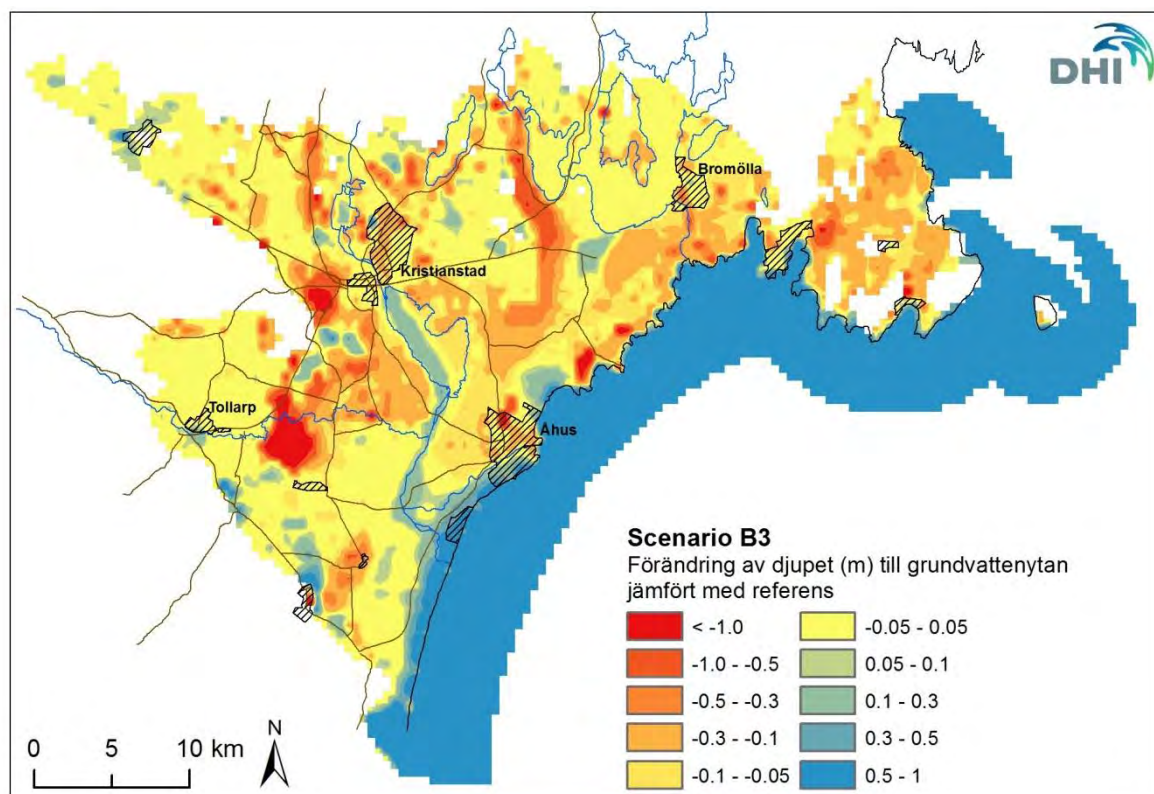 DHI
Bromölla
Kristianstad
Tollarp
Åhus
Scenario B3
Förändring av djupet (m) till grundvattenytan
jämfört med referens
< -1.0
-0.05 - 0.05
-1.0 - -0.5
0.05 - 0.1
-0.5 - -0.3
0.1 - 0.3
-0.3 - -0.1
0.3 - 0.5
-0.1 - -0.05
0.5 - 1
N
0 5 10 km